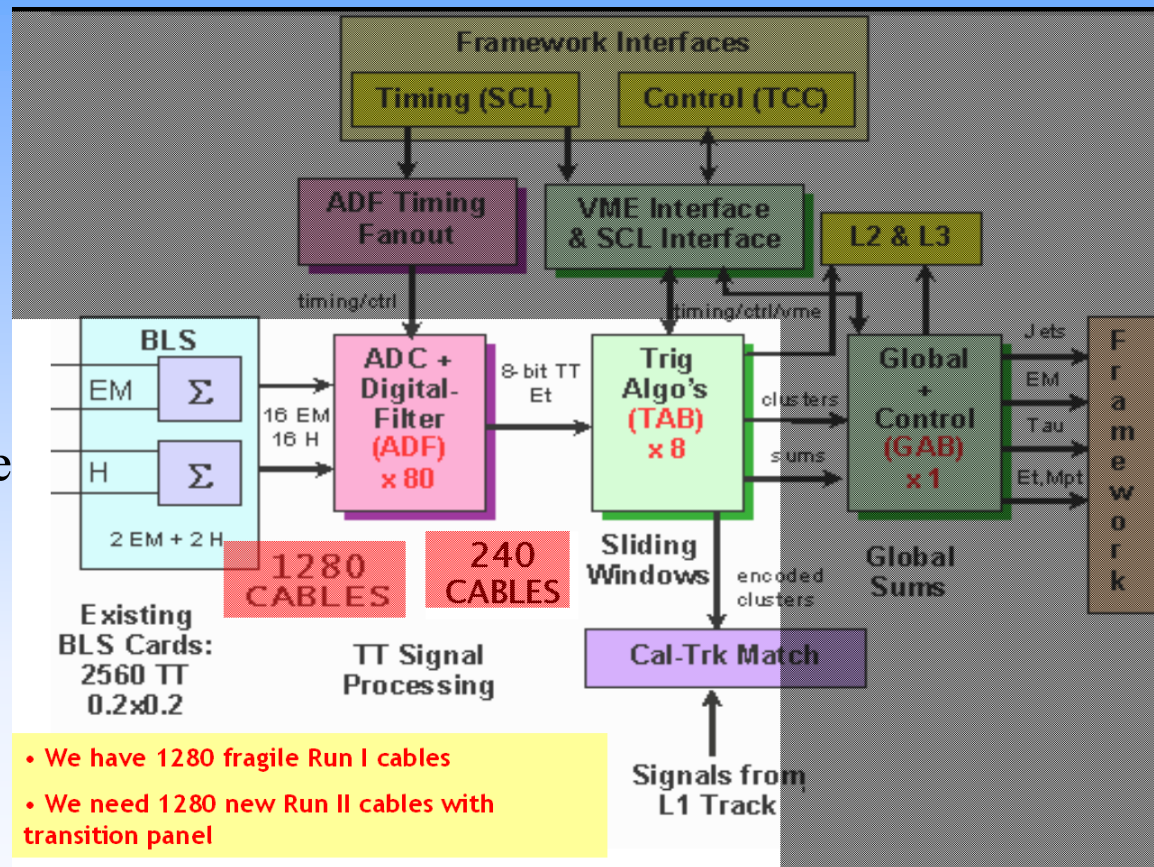 Framework Interfaces
Timing (SCL)
Control (TCC)
ADF Timing
Fanout
VME Interface
& SCL Interface
L2 & L3
timing/ctrl
timing/ctrl/vme
BLS
EM
Σ
H
Σ
2 EM + 2 H
16 EM
16 H
ADC +
Digital-
Filter
(ADF)
x 80
8-bit TT
Et
Trig
Algo's
(TAB)
x 8
clusters
sums
Global
+
Control
(GAB)
x 1
Jets
EM
Tau
Et,Mpt
Framework
e
1280
CABLES
240
CABLES
Sliding
Windows
encoded
clusters
Global
Sums
Existing
BLS Cards:
2560 TT
0.2x0.2
TT Signal
Processing
Cal-Trk Match
Signals from
L1 Track
• We have 1280 fragile Run I cables
• We need 1280 new Run II cables with
transition panel